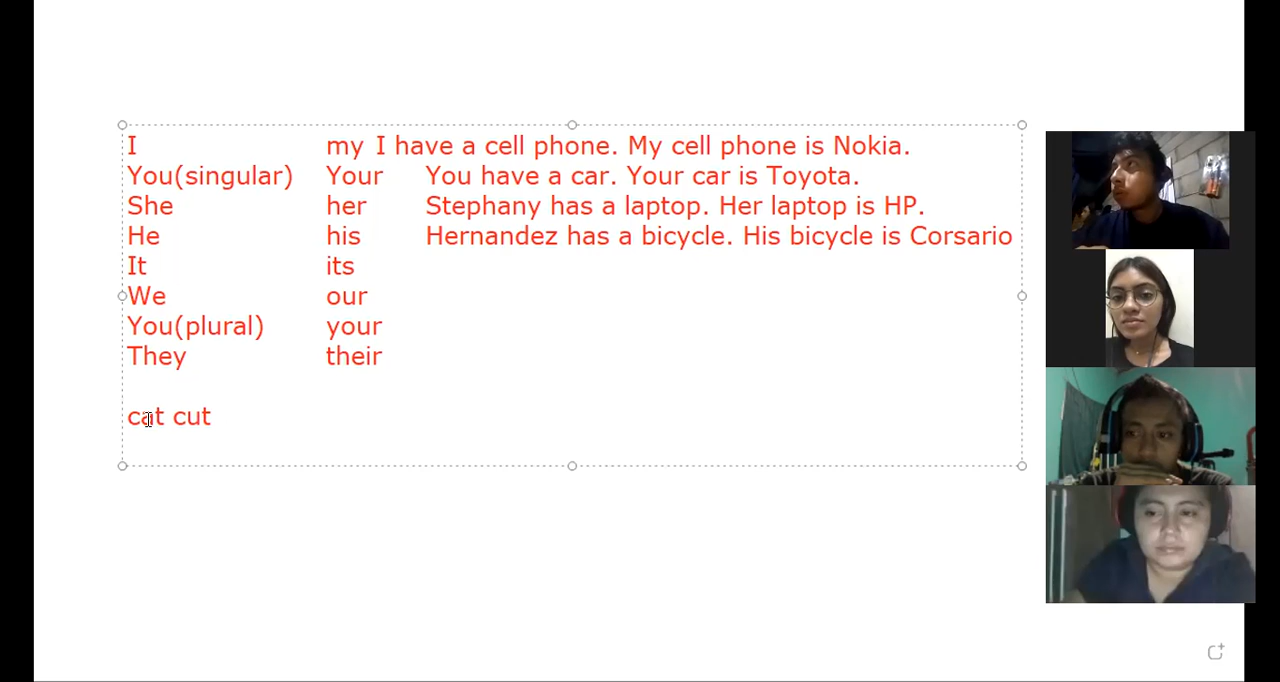 I my I have a cell phone. My cell phone is Nokia.
You(singular) Your You have a car. Your car is Toyota.
She her Stephany has a laptop. Her laptop is HP.
He his Hernandez has a bicycle. His bicycle is Corsario
It its
We our
You(plural) your
They their
cat cut